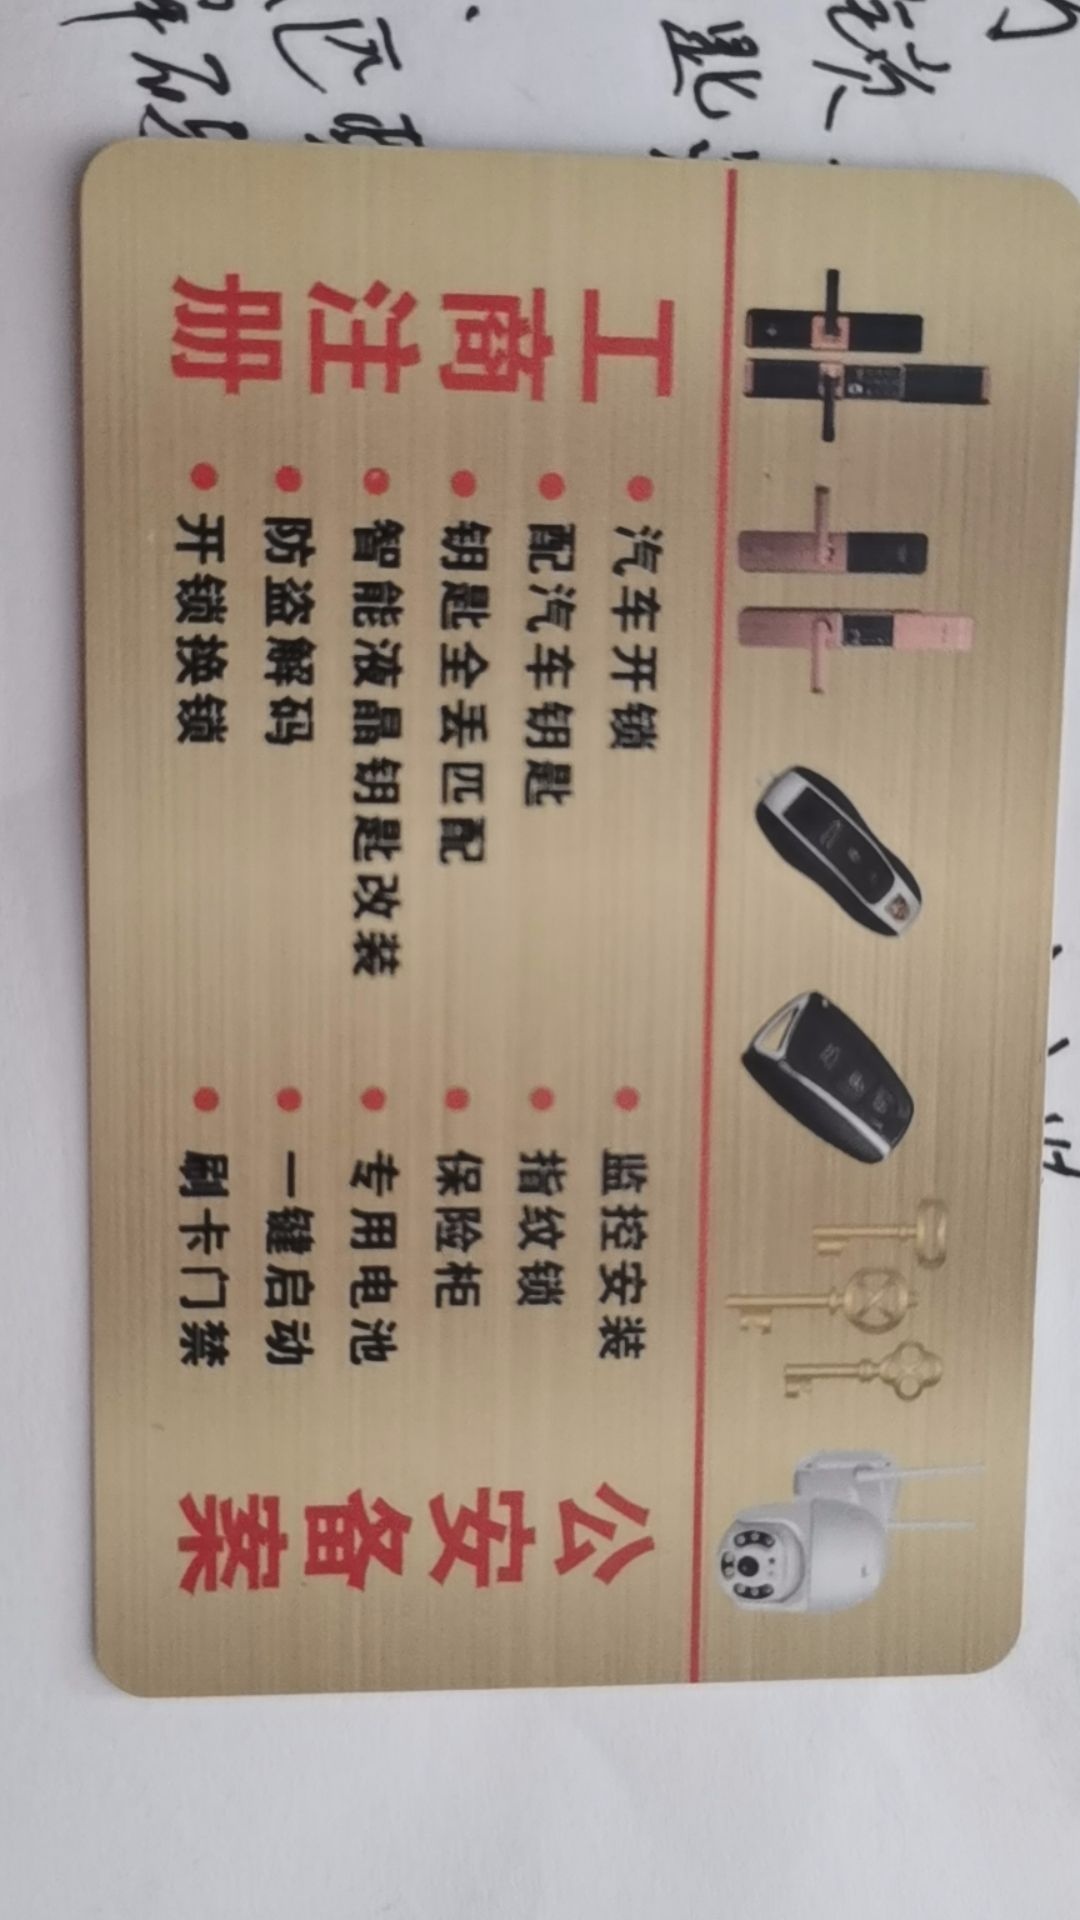 工商注册
汽车开锁
配汽车钥匙
钥匙全丢匹配
智能液晶钥匙改装
防盗解码
开锁换锁
监控安装
指纹锁
保险柜
专用电池
一键启动
刷卡门禁
公安备案
匙
匹